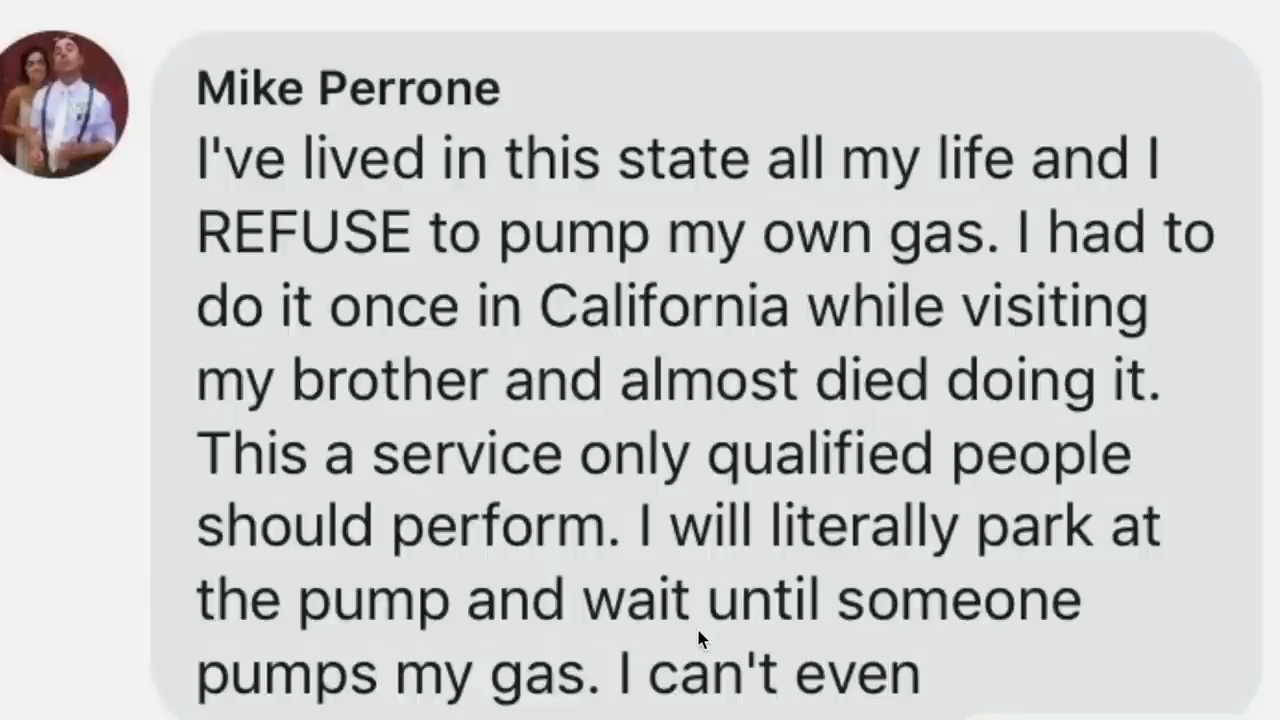 Mike Perrone
I've lived in this state all my life and I
REFUSE to pump my own gas. I had to
do it once in California while visiting
my brother and almost died doing it.
This a service only qualified people
should perform. I will literally park at
the pump and wait until someone
pumps my gas. I can't even